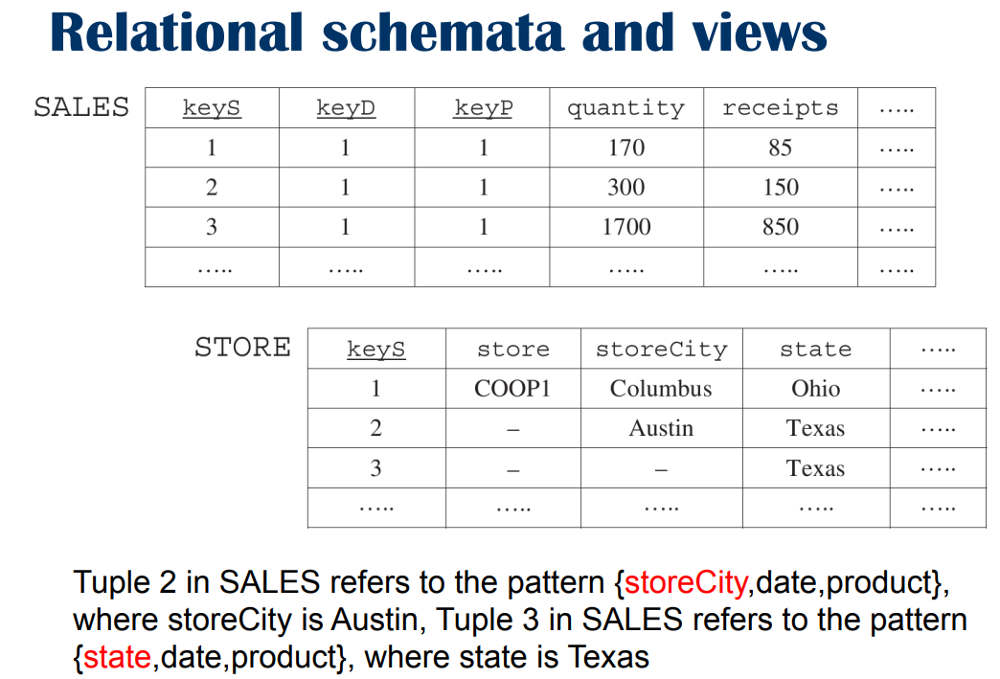 Relational schemata and views
SALES keyS keyD keyP quantity receipts .....
1 1 1 170 85 .....
2 1 1 300 150 .....
3 1 1 1700 850 .....
..... ..... ..... ..... ..... .....
STORE keyS store storeCity state .....
1 COOP1 Columbus Ohio .....
2 – Austin Texas .....
3 – – Texas .....
..... ..... ..... ..... .....
Tuple 2 in SALES refers to the pattern {storeCity,date,product},
where storeCity is Austin, Tuple 3 in SALES refers to the pattern
{state,date,product}, where state is Texas